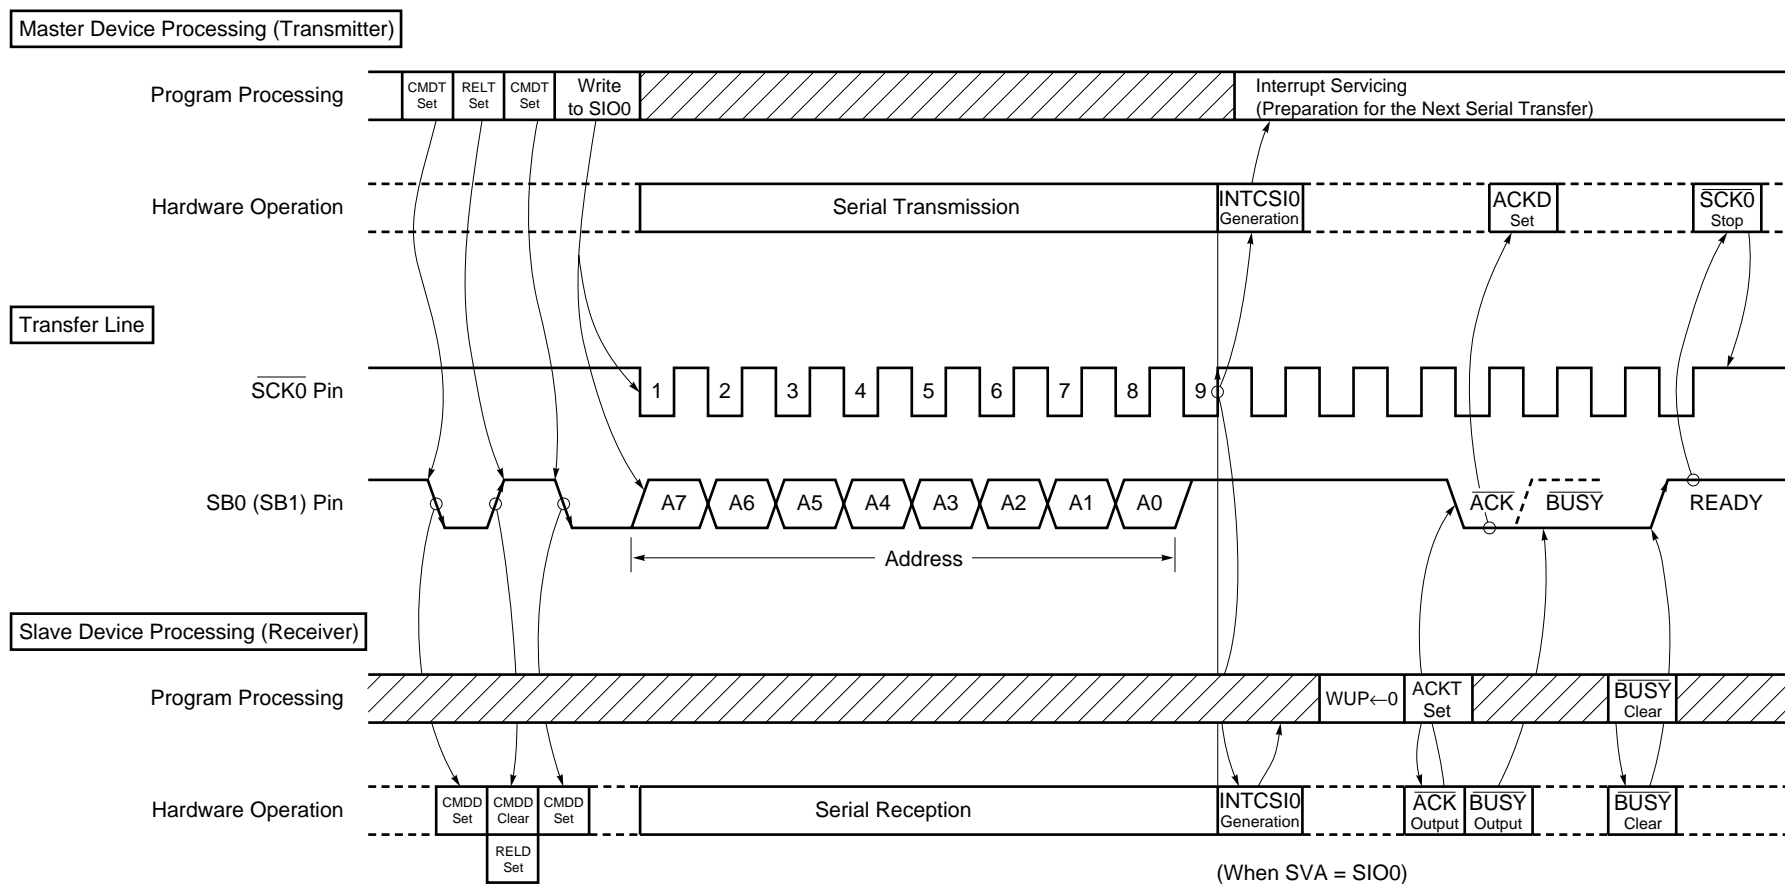 Master Device Processing (Transmitter)
Program Processing
CMDT
Set
RELT
Set
CMDT
Set
Write
to SIO0
Interrupt Servicing
(Preparation for the Next Serial Transfer)
Hardware Operation
Serial Transmission
INTCSI0
Generation
ACKD
Set
SCK0
Stop
Transfer Line
SCK0 Pin
1 2 3 4 5 6 7 8 9
SB0 (SB1) Pin
A7 A6 A5 A4 A3 A2 A1 A0
ACK BUSY READY
Address
Slave Device Processing (Receiver)
Program Processing
WUP←0
ACKT
Set
BUSY
Clear
Hardware Operation
CMDD
Set
CMDD
Clear
CMDD
Set
RELD
Set
Serial Reception
INTCSI0
Generation
ACK
Output
BUSY
Output
BUSY
Clear
(When SVA = SIO0)